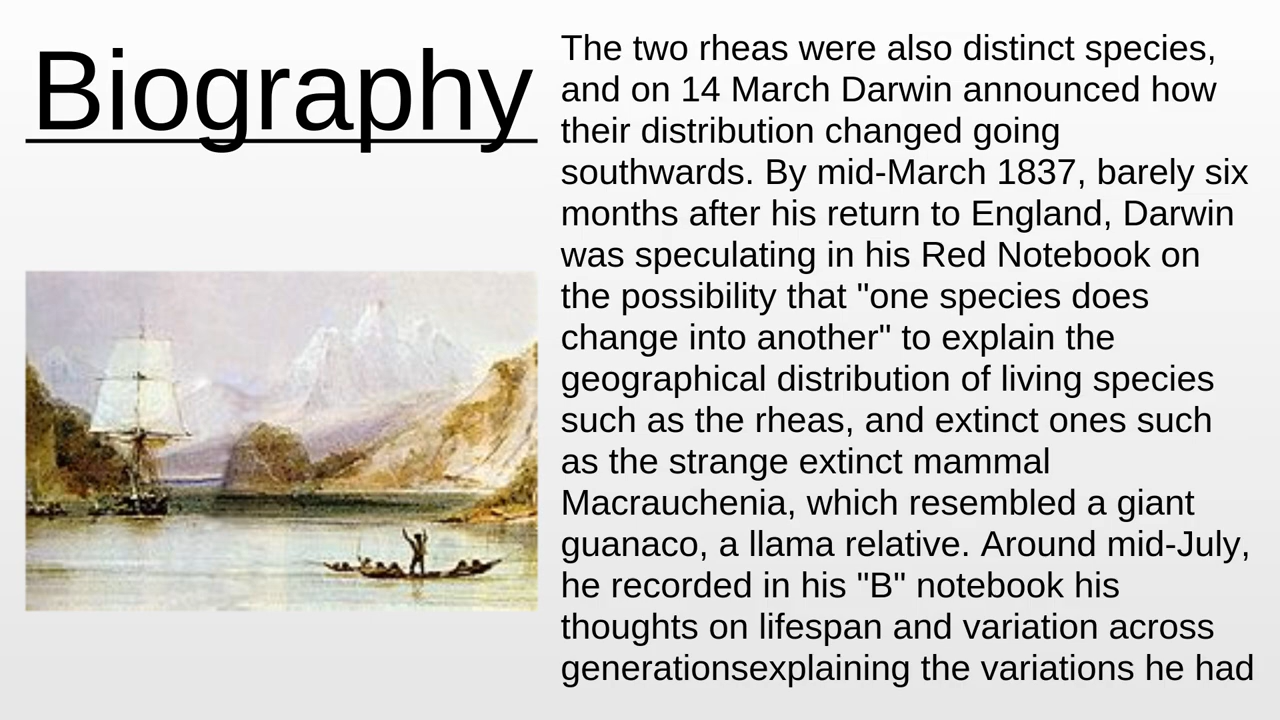 Biography
The two rheas were also distinct species,
and on 14 March Darwin announced how
their distribution changed going
southwards. By mid-March 1837, barely six
months after his return to England, Darwin
was speculating in his Red Notebook on
the possibility that "one species does
change into another" to explain the
geographical distribution of living species
such as the rheas, and extinct ones such
as the strange extinct mammal
Macrauchenia, which resembled a giant
guanaco, a llama relative. Around mid-July,
he recorded in his "B" notebook his
thoughts on lifespan and variation across
generationsexplaining the variations he had